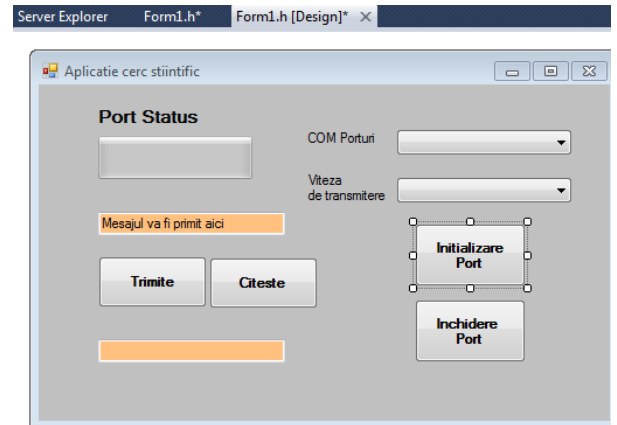 Server Explorer Form1.h* Form1.h [Design]* ×
Aplicatie cerc stiintific
Port Status
COM Porturi
Viteza
de transmitere
Mesajul va fi primit aici
Initializare
Port
Trimite Citeste
Inchidere
Port